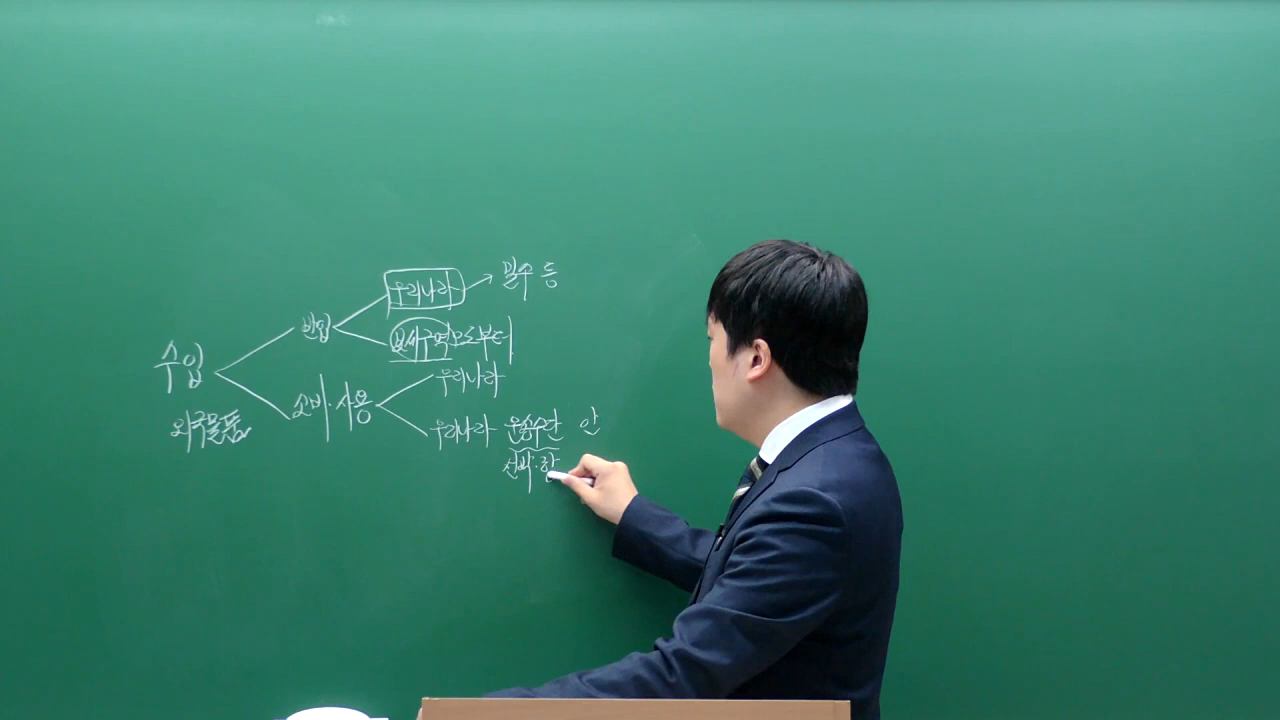 우리나라 → 밀수 등
반입
보세구역으로부터
수입
우리나라
소비·사용
외국물품
우리나라 운송수단 안
선박·항